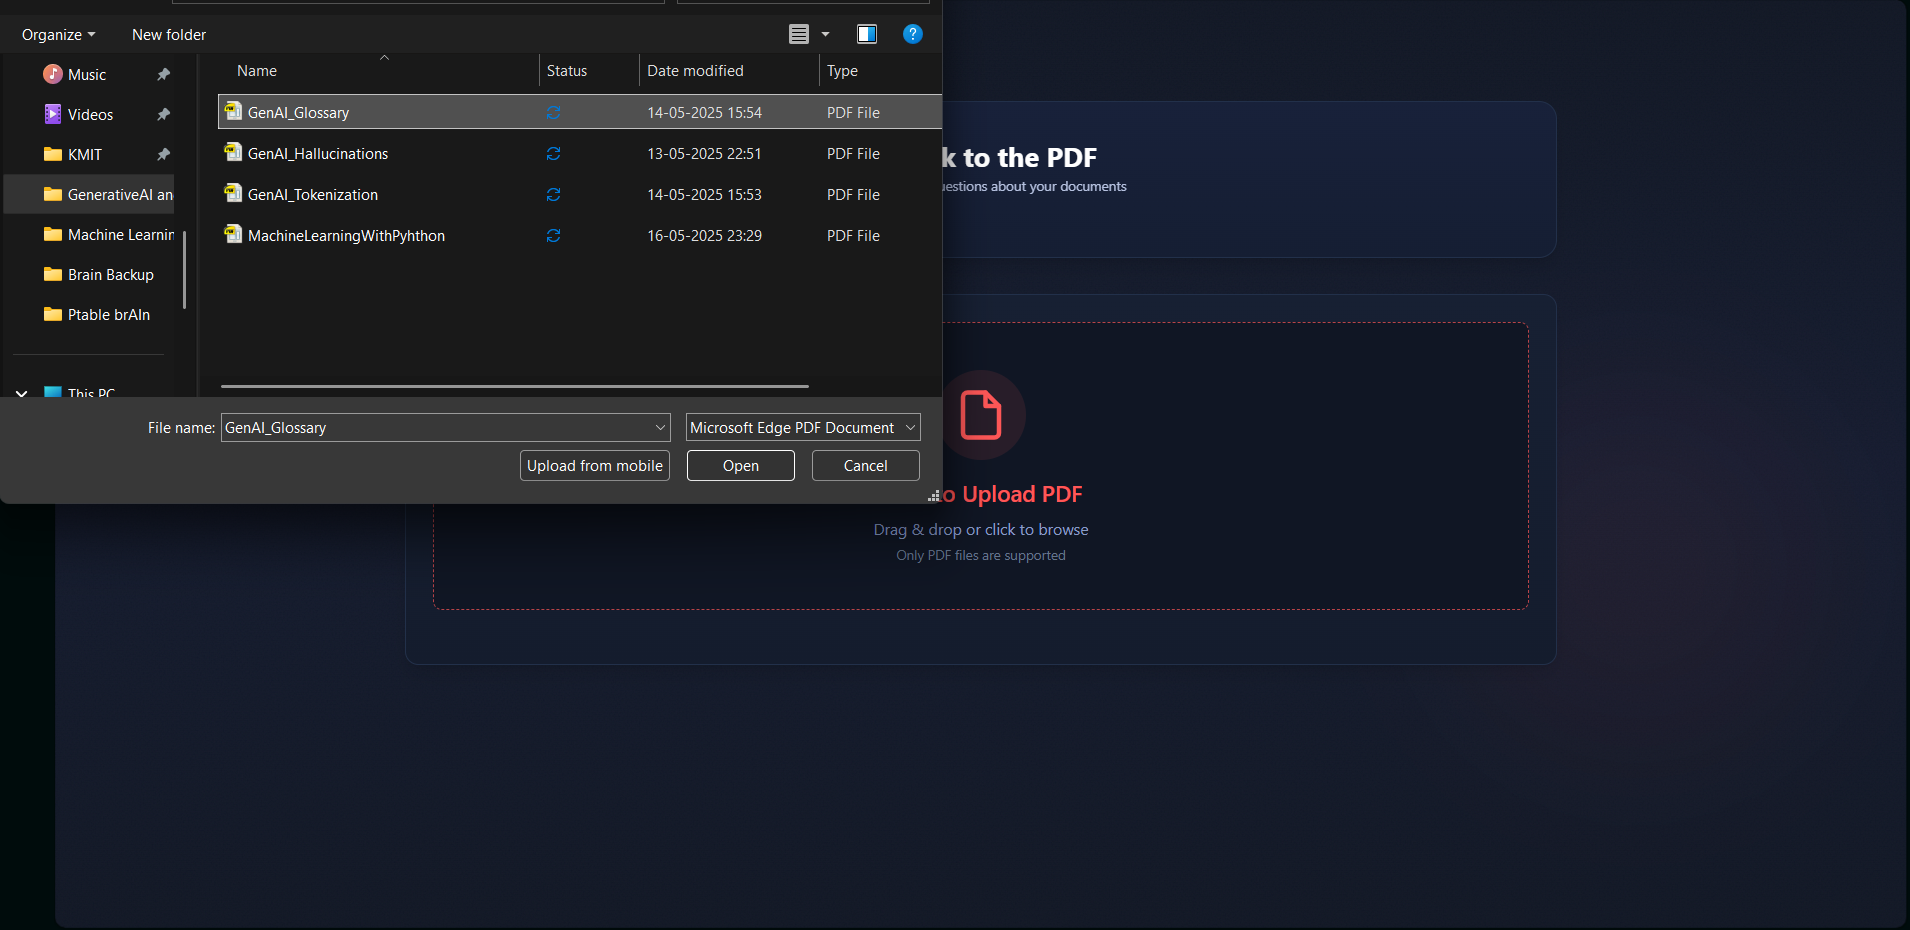 Organize New folder
Name Status Date modified Type
Music
Videos
KMIT
GenerativeAI an
Machine Learnin
Brain Backup
Ptable brAIn
This PC
GenAI_Glossary 14-05-2025 15:54 PDF File
GenAI_Hallucinations 13-05-2025 22:51 PDF File
GenAI_Tokenization 14-05-2025 15:53 PDF File
MachineLearningWithPyhthon 16-05-2025 23:29 PDF File
File name: GenAI_Glossary Microsoft Edge PDF Document
Upload from mobile Open Cancel
k to the PDF
uestions about your documents
o Upload PDF
Drag & drop or click to browse
Only PDF files are supported